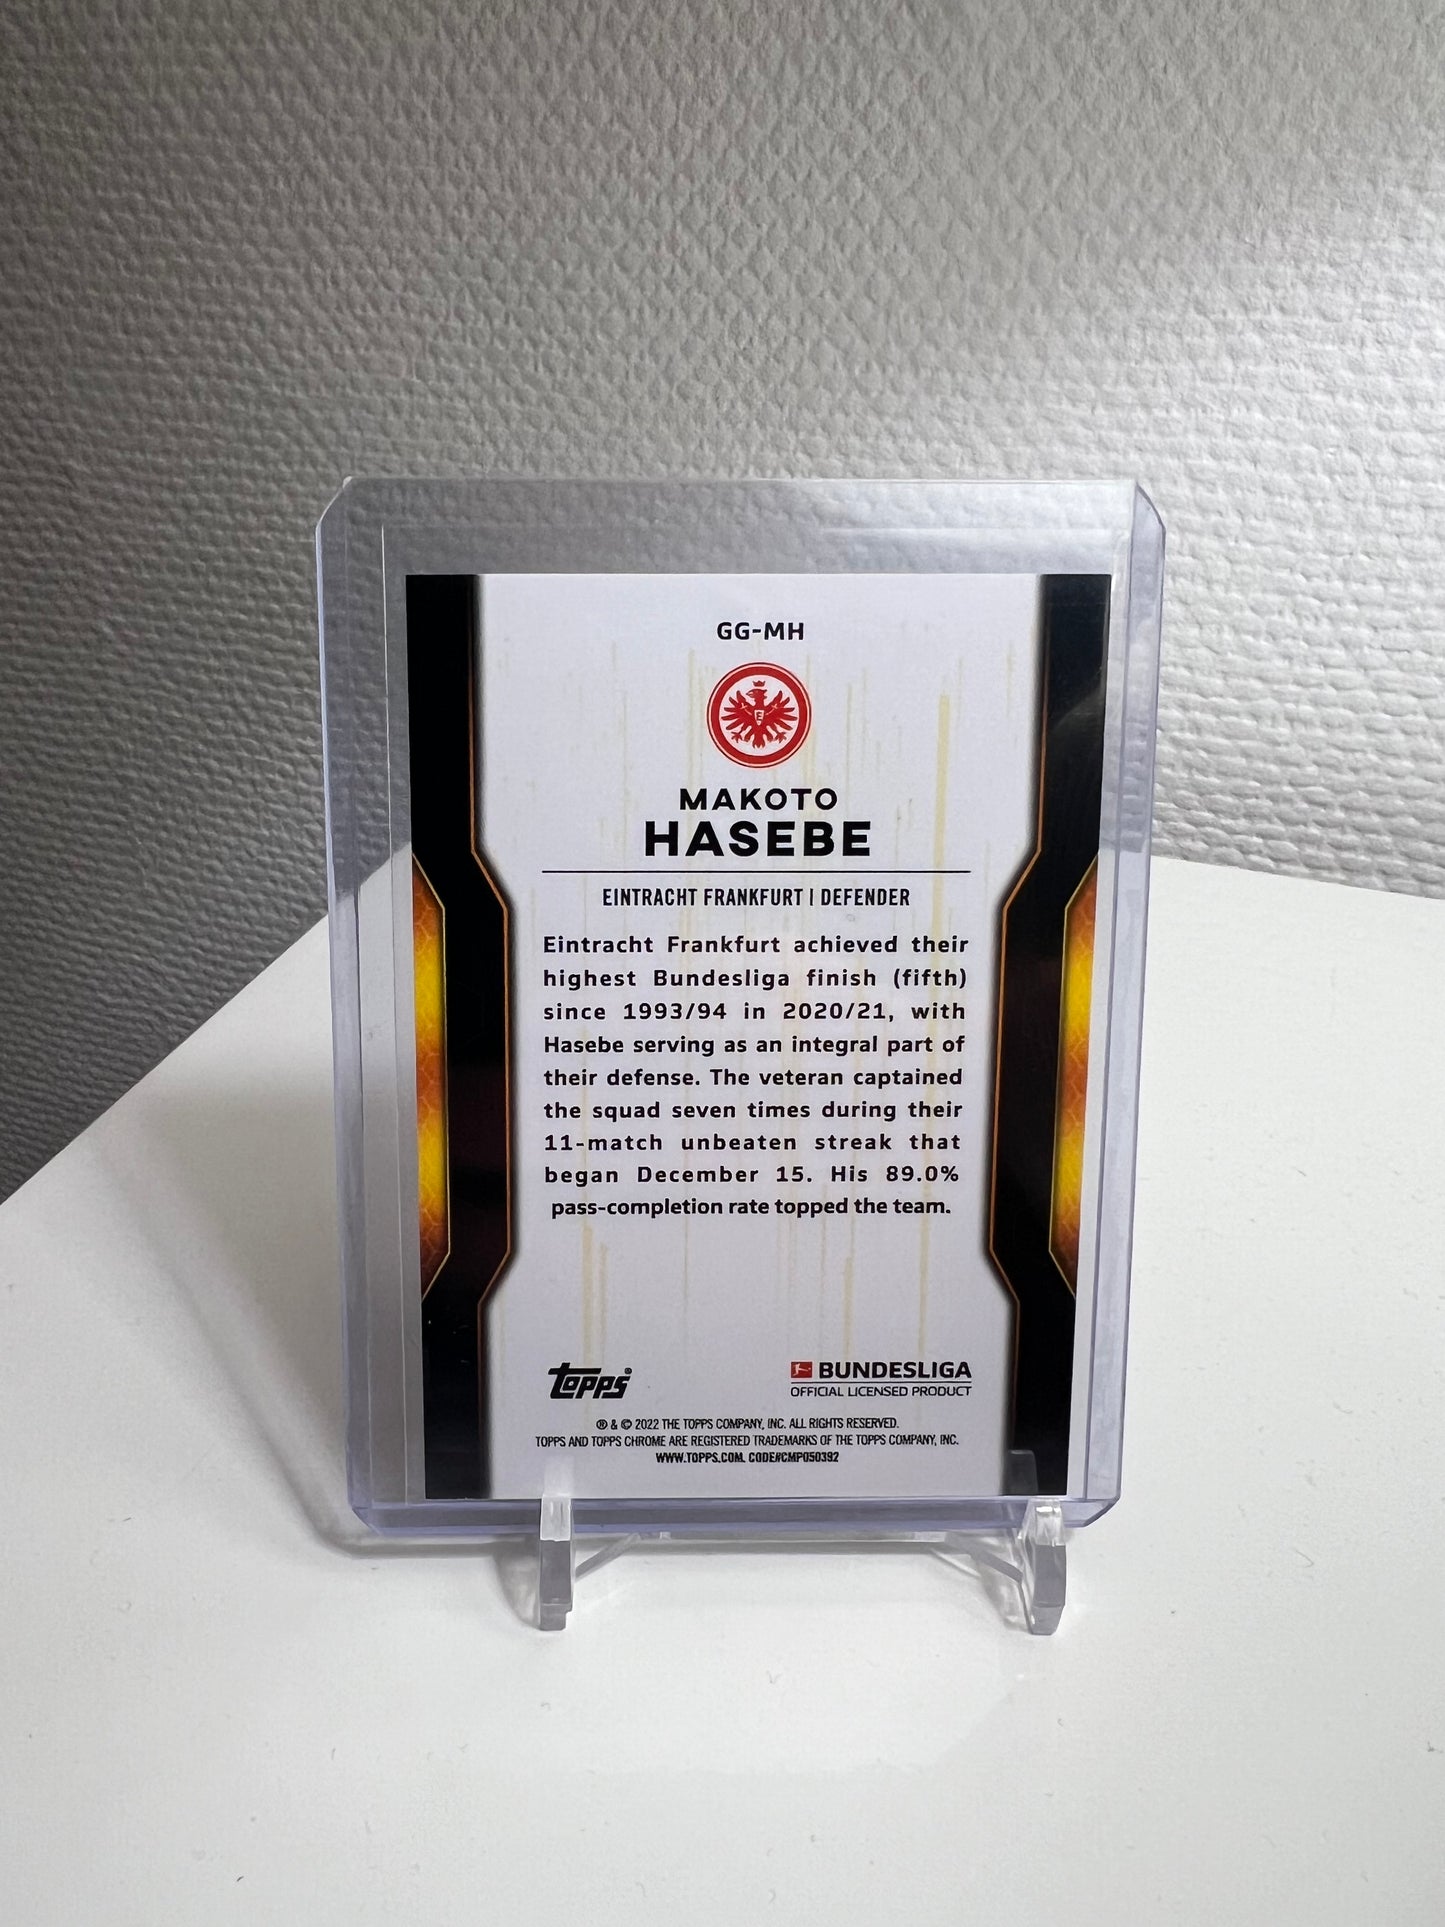 GG-MH
E
MAKOTO
HASEBE
EINTRACHT FRANKFURT | DEFENDER
Eintracht Frankfurt achieved their
highest Bundesliga finish (fifth)
since 1993/94 in 2020/21, with
Hasebe serving as an integral part of
their defense. The veteran captained
the squad seven times during their
11-match unbeaten streak that
began December 15. His 89.0%
pass-completion rate topped the team.
topps®
BUNDESLIGA
OFFICIAL LICENSED PRODUCT
® & © 2022 THE TOPPS COMPANY, INC. ALL RIGHTS RESERVED.
TOPPS AND TOPPS CHROME ARE REGISTERED TRADEMARKS OF THE TOPPS COMPANY, INC.
WWW.TOPPS.COM. CODE#CMP050392